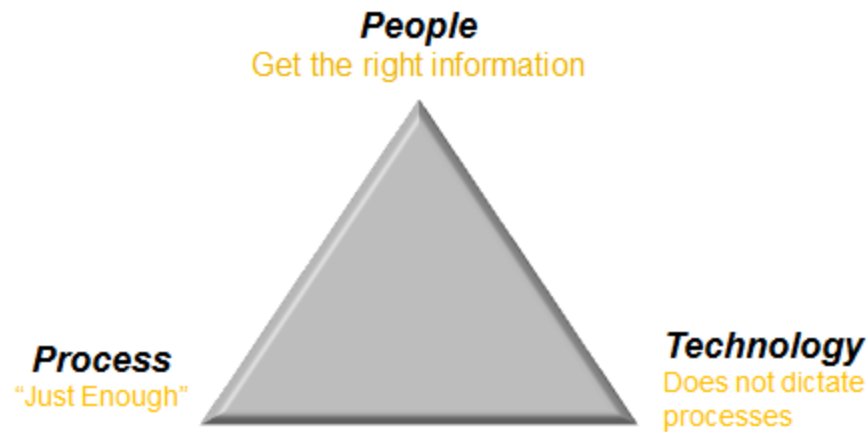 People
Get the right information
Process
“Just Enough”
Technology
Does not dictate
processes